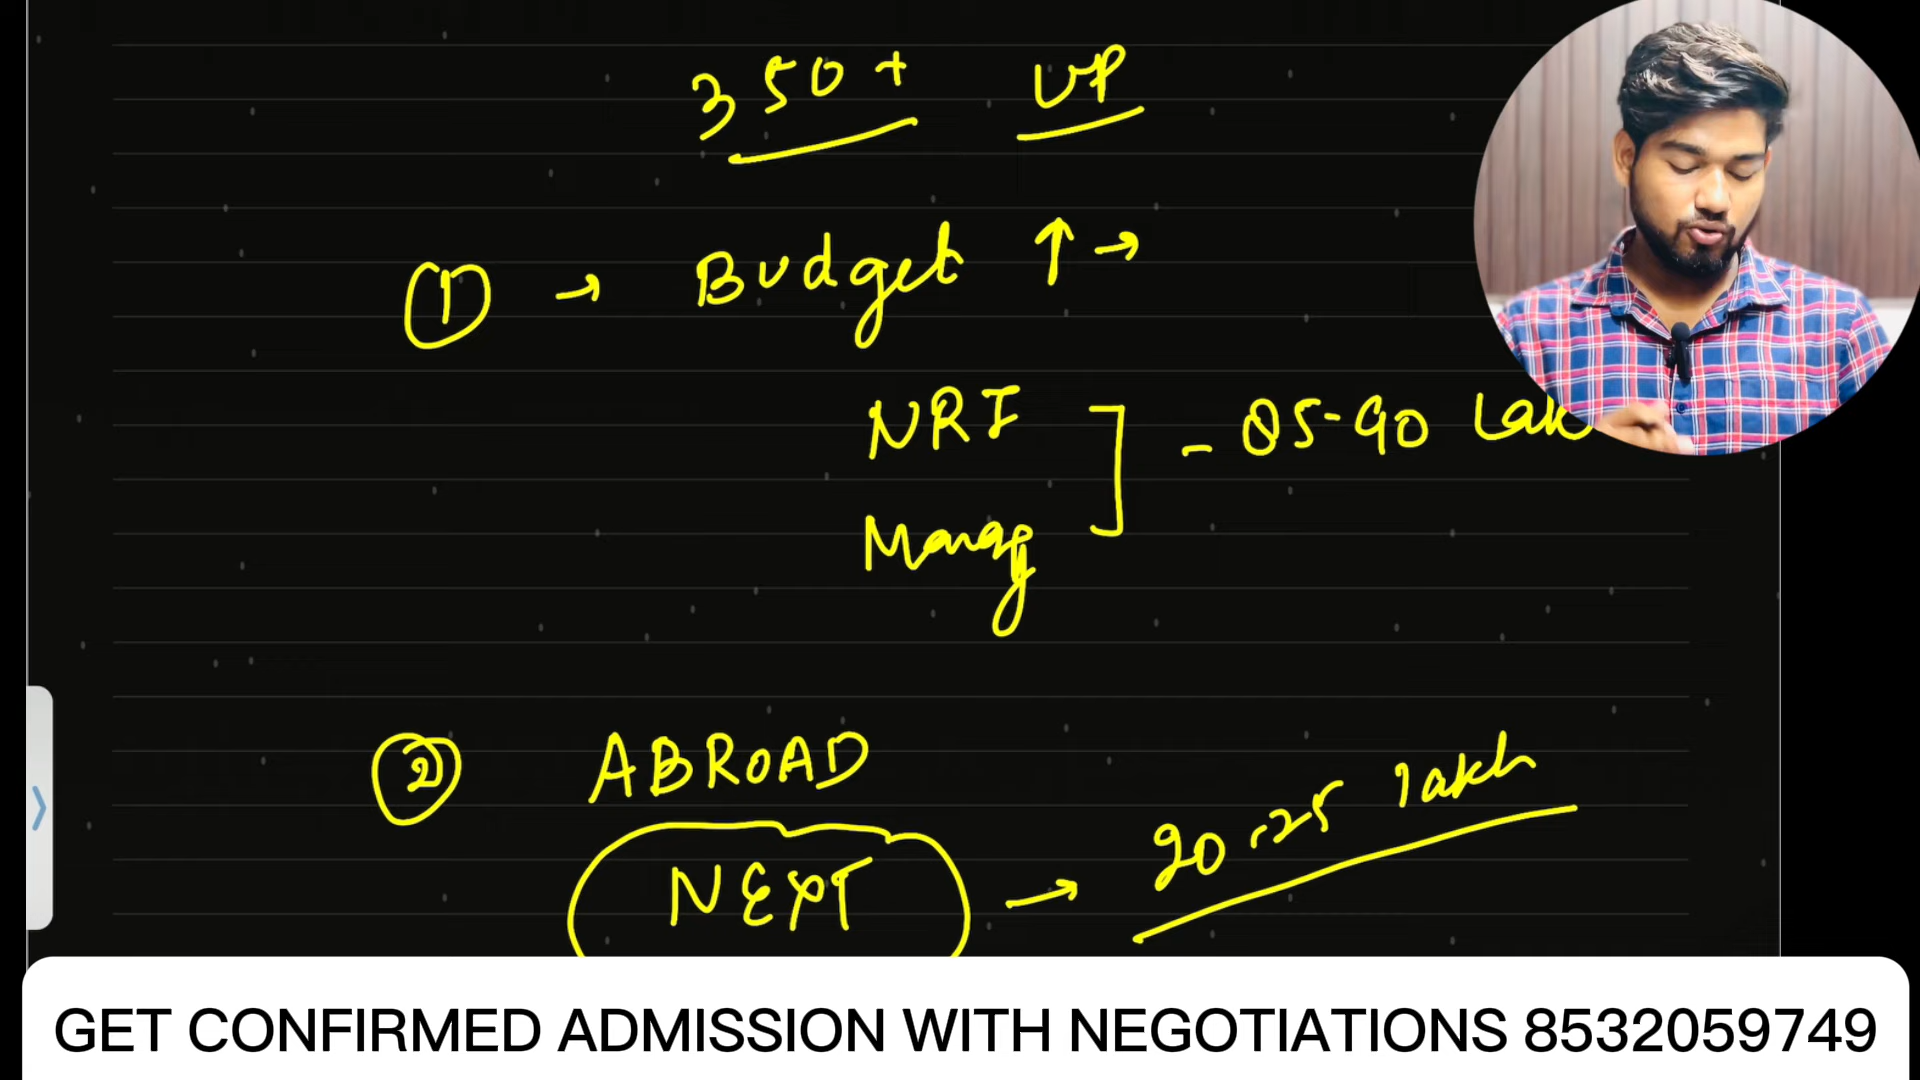 350+ UP
① → Budget ↑ →
NRI
] - 85-90 Lak
Manag
② ABROAD
NEXT → 20-25 lakh
GET CONFIRMED ADMISSION WITH NEGOTIATIONS 8532059749